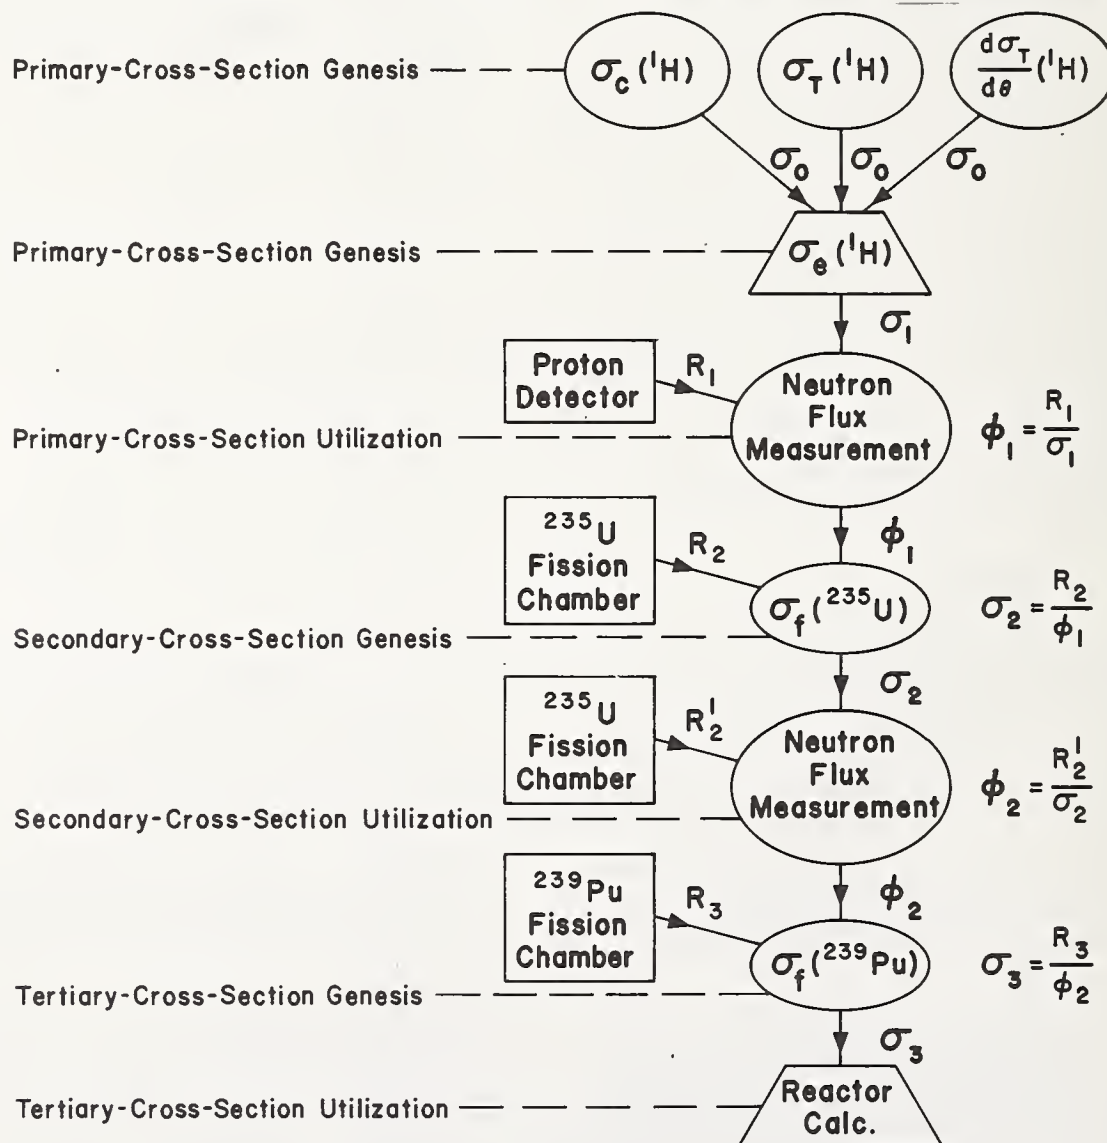 Primary-Cross-Section Genesis
σc (¹H)
σT (¹H)
dσT/dθ (¹H)
σ₀
σ₀
σ₀
Primary-Cross-Section Genesis
σe (¹H)
σ₁
Proton
Detector
R₁
Neutron
Flux
Measurement
ϕ₁ = R₁/σ₁
Primary-Cross-Section Utilization
ϕ₁
²³⁵U
Fission
Chamber
R₂
σf (²³⁵U)
σ₂ = R₂/ϕ₁
Secondary-Cross-Section Genesis
σ₂
²³⁵U
Fission
Chamber
R₂'
Neutron
Flux
Measurement
ϕ₂ = R₂'/σ₂
Secondary-Cross-Section Utilization
ϕ₂
²³⁹Pu
Fission
Chamber
R₃
σf (²³⁹Pu)
σ₃ = R₃/ϕ₂
Tertiary-Cross-Section Genesis
σ₃
Tertiary-Cross-Section Utilization
Reactor
Calc.